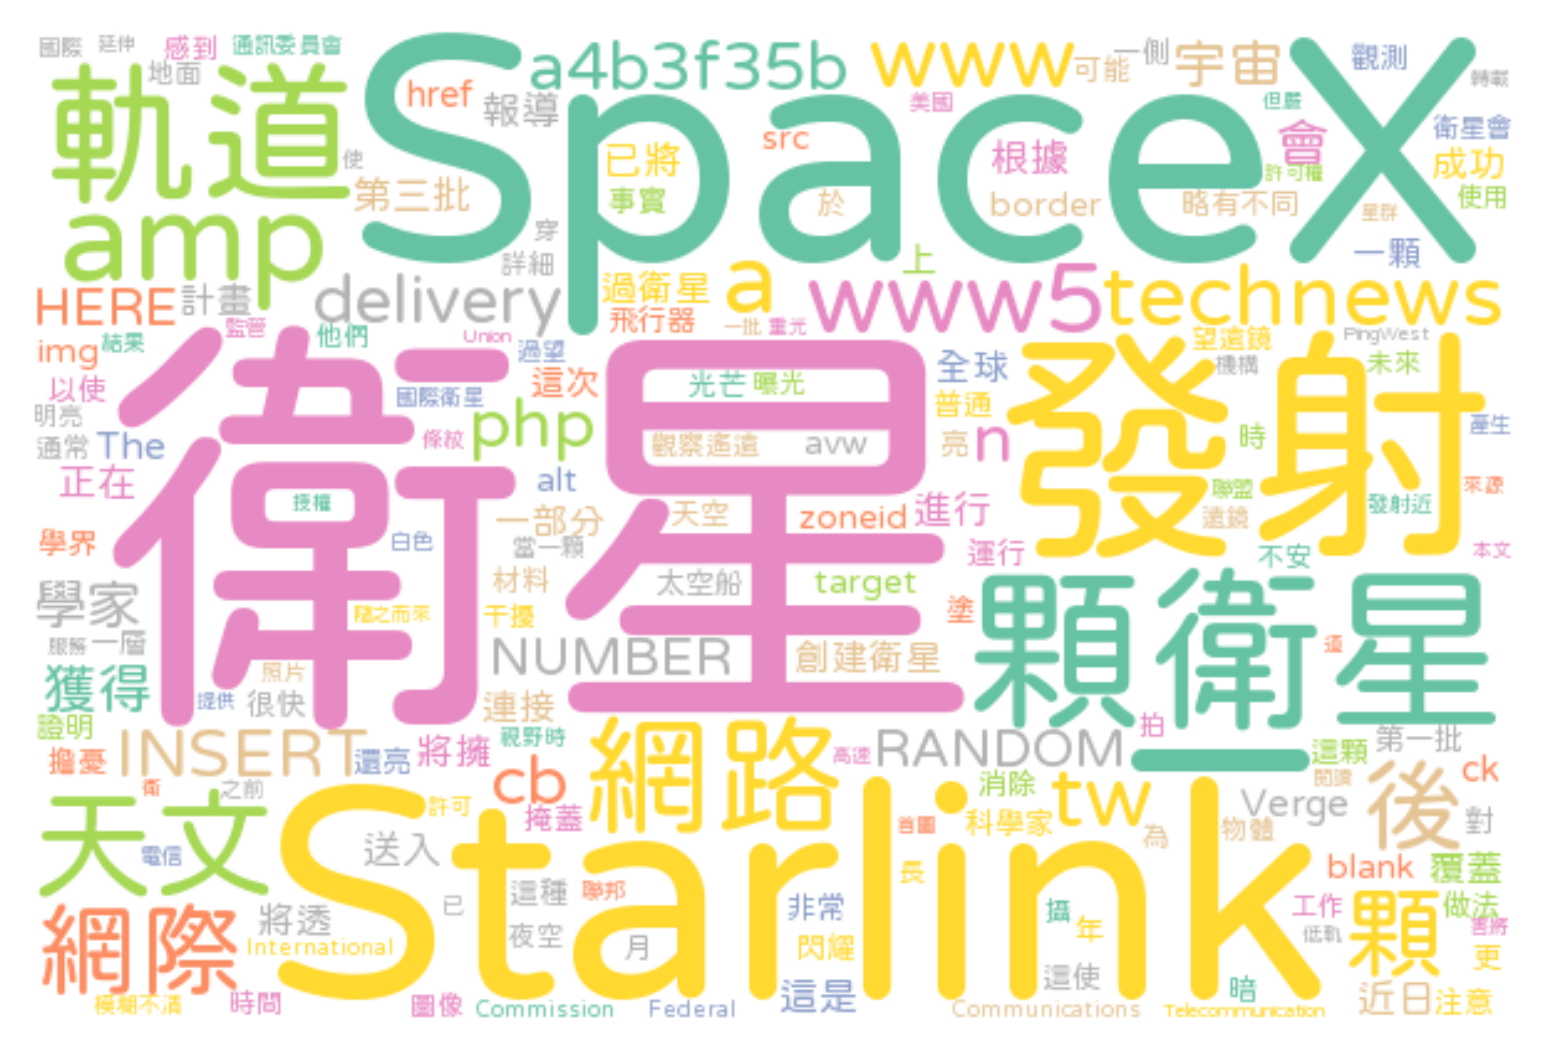 國際 延伸 感到 通訊委員會
a4b3f35b www 可能 一側 宇宙 觀測
地面 href 報導 美國 但嚴 轉載
軌道 SpaceX
使 src 根據 會 衛星會
第三批 已將 許可權 成功
事實 於 border 略有不同 星群 使用
amp 穿 上 一顆
詳細
HERE 計畫 delivery 過衛星 a www5 technews
監管 他們 飛行器 一批 重光
img 結果 Union 過望 望遠鏡 PingWest
以使 這次 光芒 曝光 全球 機構 未來
衛星 發射
明亮 國際衛星 php 普通 產生
通常 The 條紋 觀察遙遠 avw 亮 n 時
正在 alt 聯盟 來源
授權 一部分 天空 zoneid 進行 遠鏡 發射近
學界 白色 當一顆 運行 不安 本文
學家 材料 太空船 target 塗 顆衛星
隨之而來 干擾
服務 一層 NUMBER 創建衛星 道
獲得 照片
提供 很快 連接
證明 視野時 拍 第一批
擔憂 INSERT 還亮 將擁 網路 高速 RANDOM 一 這顆
衛 之前 cb 消除 閱讀 ck
天文 許可 掩蓋 tw Verge 後
Starlink
電信 送入 首圖 科學家 為 物體 對
長 blank 覆蓋
網際 將透 這種 聯邦 非常 攝 工作 顆 做法
已 年 低軌 害將
International 夜空 月 閃耀 更
這使
模糊不清 時間 圖像 Commission Federal 這是 Communications 暗 Telecommunication 近日 注意